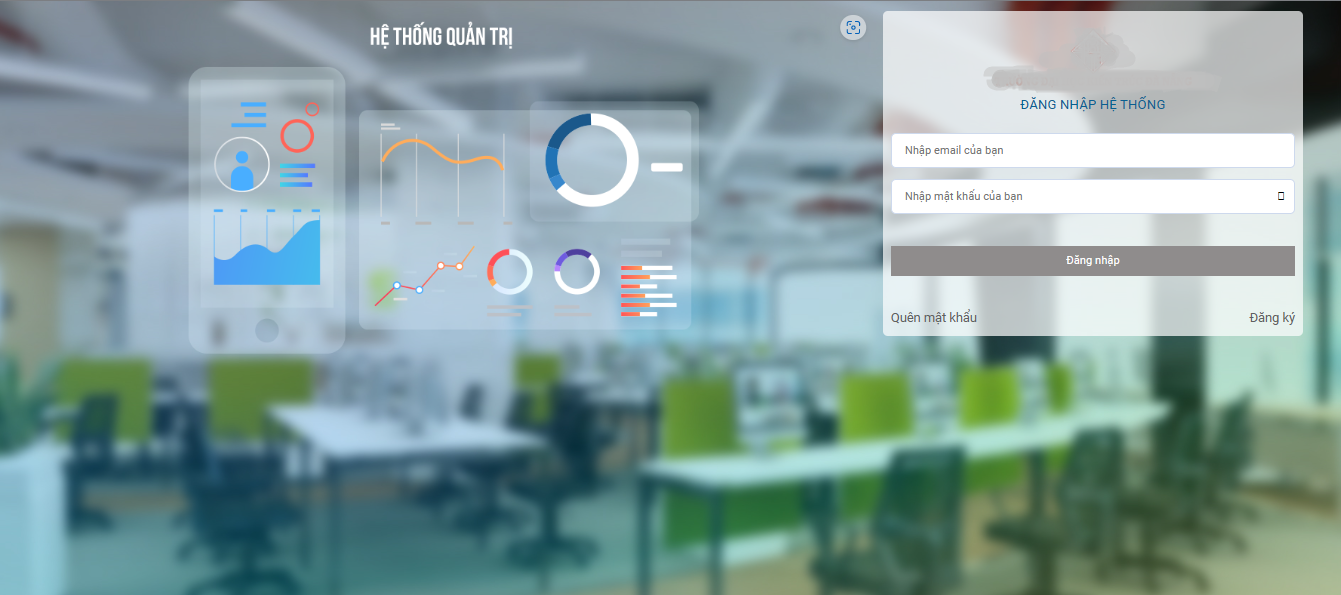 HỆ THỐNG QUẢN TRỊ
ĐĂNG NHẬP HỆ THỐNG
Nhập email của bạn
Nhập mật khẩu của bạn
Đăng nhập
Quên mật khẩu
Đăng ký